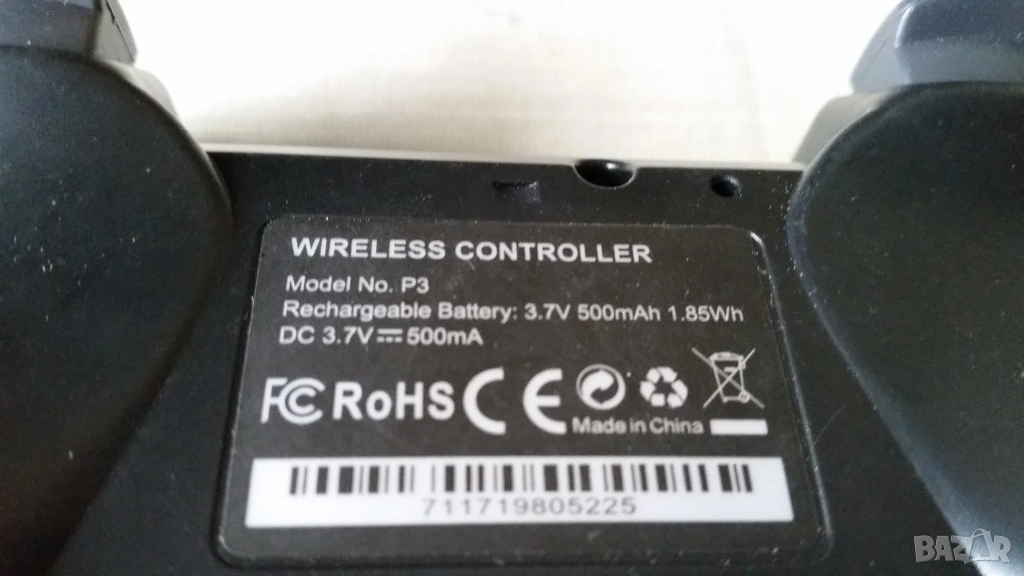 WIRELESS CONTROLLER
Model No. P3
Rechargeable Battery: 3.7V 500mAh 1.85Wh
DC 3.7V⎓500mA
FC RoHS CE
Made in China
711719805225
BAZAR